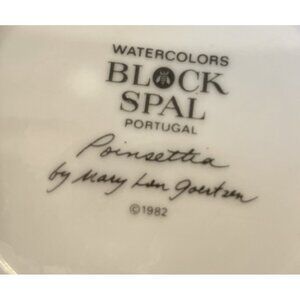 WATERCOLORS
BLOCK
SPAL
PORTUGAL
Poinsettia
by Mary Lou Goertzen
©1982